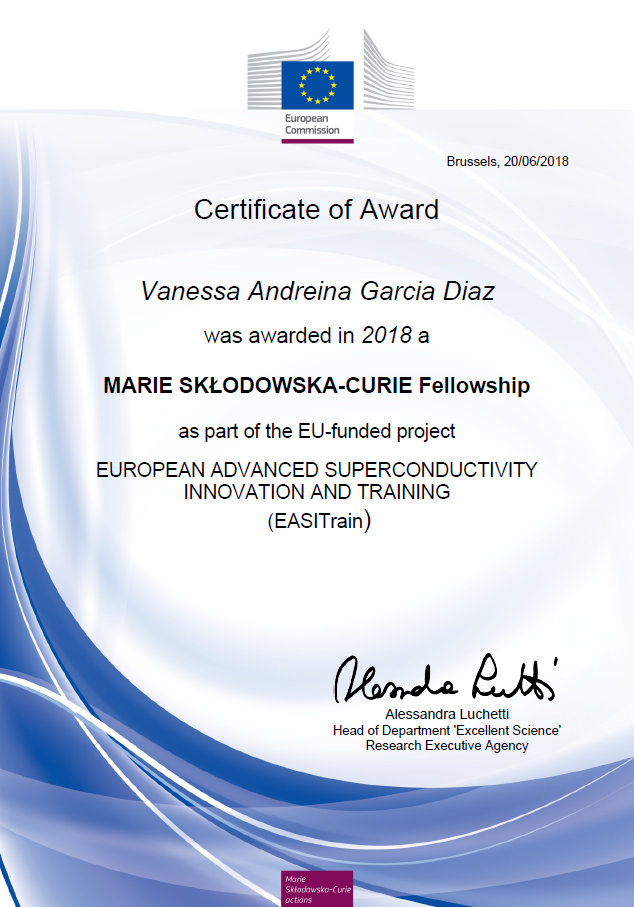 European
Commission
Brussels, 20/06/2018
Certificate of Award
Vanessa Andreina Garcia Diaz
was awarded in 2018 a
MARIE SKŁODOWSKA-CURIE Fellowship
as part of the EU-funded project
EUROPEAN ADVANCED SUPERCONDUCTIVITY
INNOVATION AND TRAINING
(EASITrain)
Alessandra Luchetti
Head of Department 'Excellent Science'
Research Executive Agency
Marie
Skłodowska-Curie
actions